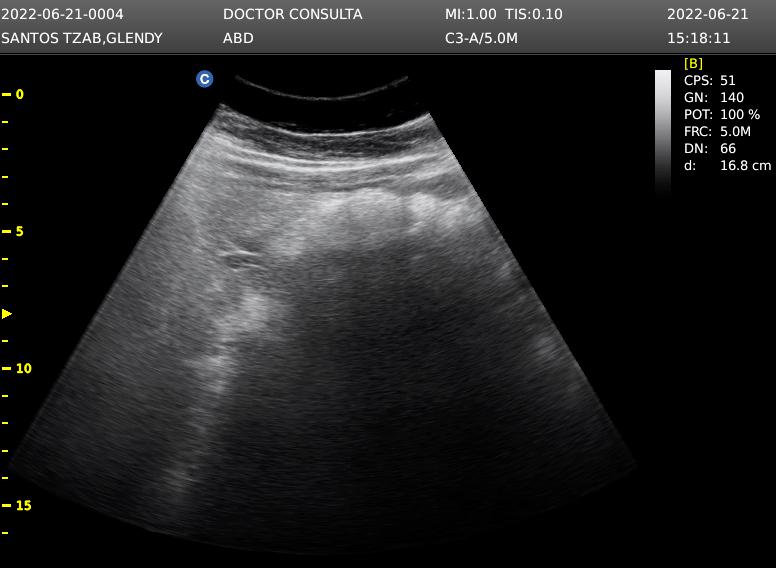 2022-06-21-0004 DOCTOR CONSULTA MI:1.00 TIS:0.10 2022-06-21
SANTOS TZAB,GLENDY ABD C3-A/5.0M 15:18:11
C
[B]
CPS: 51
GN: 140
POT: 100 %
FRC: 5.0M
DN: 66
d: 16.8 cm
0
5
10
15